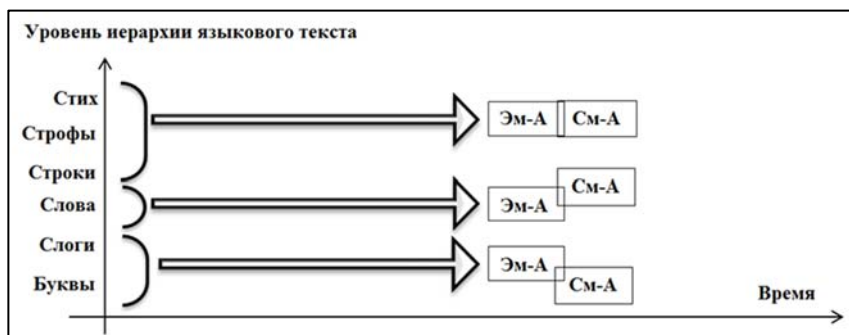 Уровень иерархии языкового текста
Стих
Эм-А См-А
Строфы
Строки
См-А
Слова
Эм-А
Слоги
Эм-А
Буквы
См-А
Время